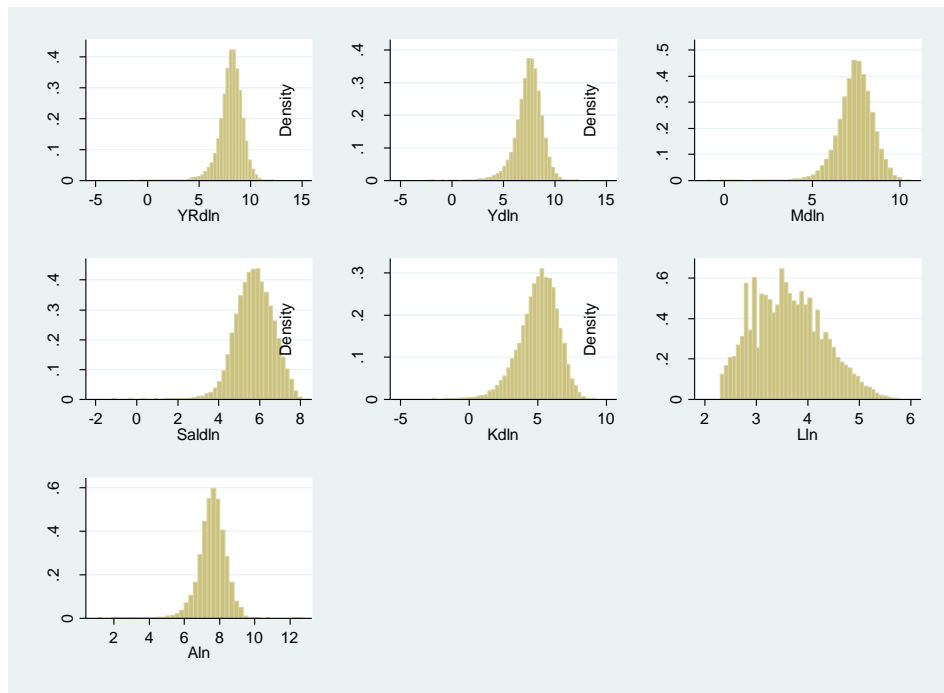 0 .1 .2 .3 .4
-5 0 5 10 15
YRdln
Density
0 .1 .2 .3 .4
-5 0 5 10 15
Ydln
Density
0 .1 .2 .3 .4 .5
0 5 10
Mdln
0 .1 .2 .3 .4
-2 0 2 4 6 8
Saldln
Density
0 .1 .2 .3
-5 0 5 10
Kdln
Density
0 .2 .4 .6
2 3 4 5 6
Lln
0 .2 .4 .6
2 4 6 8 10 12
Aln